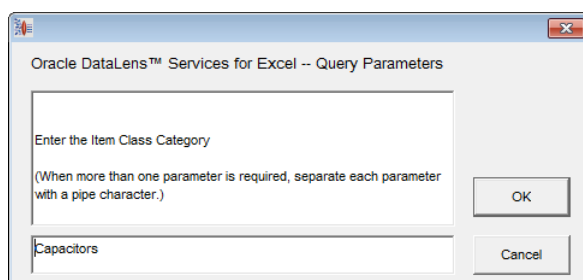 Oracle DataLens™ Services for Excel -- Query Parameters
Enter the Item Class Category
(When more than one parameter is required, separate each parameter
with a pipe character.)
OK
Capacitors
Cancel